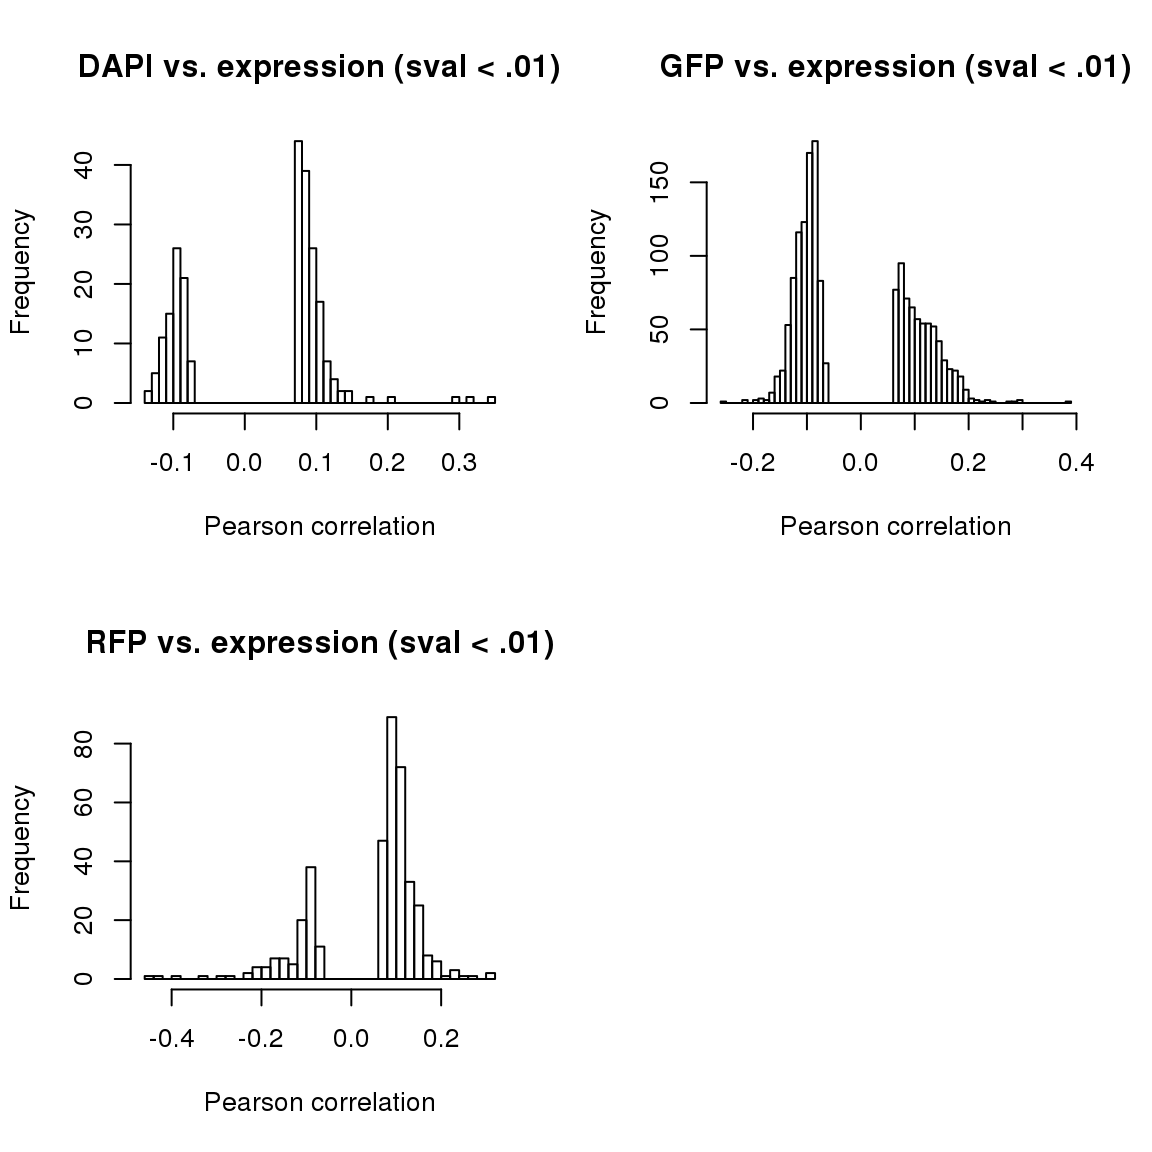 DAPI vs. expression (sval < .01)
Frequency
0 10 20 30 40
-0.1 0.0 0.1 0.2 0.3
Pearson correlation
GFP vs. expression (sval < .01)
Frequency
0 50 100 150
-0.2 0.0 0.2 0.4
Pearson correlation
RFP vs. expression (sval < .01)
Frequency
0 20 40 60 80
-0.4 -0.2 0.0 0.2
Pearson correlation